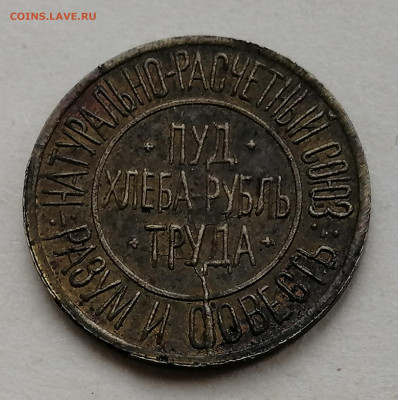 COINS.LAVE.RU
НАТУРАЛЬНО-РАСЧЕТНЫЙ СОЮЗ
ПУД
ХЛЕБА-РУБЛЬ
ТРУДА
РАЗУМ И СОВЕСТЬ